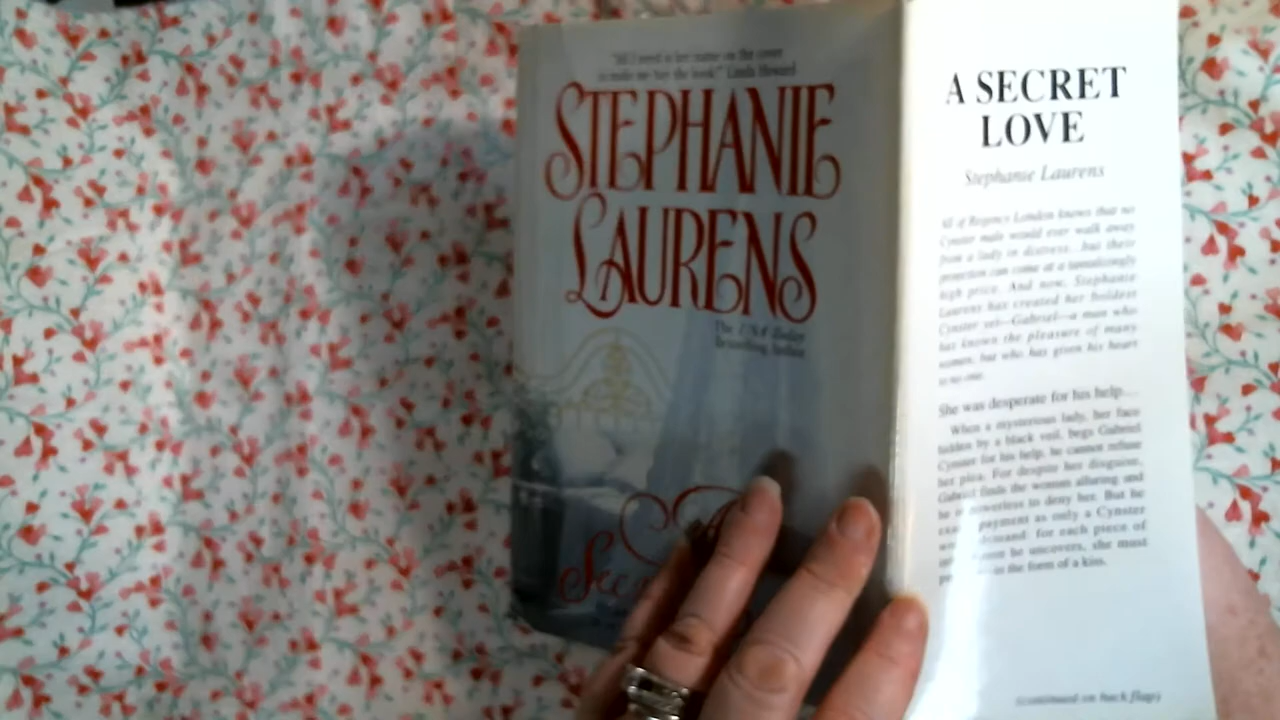 "All I need is her name on the cover
to make me buy the book!" Linda Howard
STEPHANIE
LAURENS
The USA Today
Bestselling Author
A
Sec
A SECRET
LOVE
Stephanie Laurens
All of Regency London knows that no
Cynster male would ever walk away
from a lady in distress...but their
protection can come at a tantalizingly
high price. And now, Stephanie
Laurens has created her boldest
Cynster yet—Gabriel—a man who
has known the pleasure of many
women, but who has given his heart
to no one.
She was desperate for his help...
When a mysterious lady, her face
hidden by a black veil, begs Gabriel
Cynster for his help, he cannot refuse
her plea. For despite her disguise,
Gabriel finds the woman alluring and
he is powerless to deny her. But he
payment as only a Cynster
demand: for each piece of
he uncovers, she must
in the form of a kiss.
(continued on back flap)